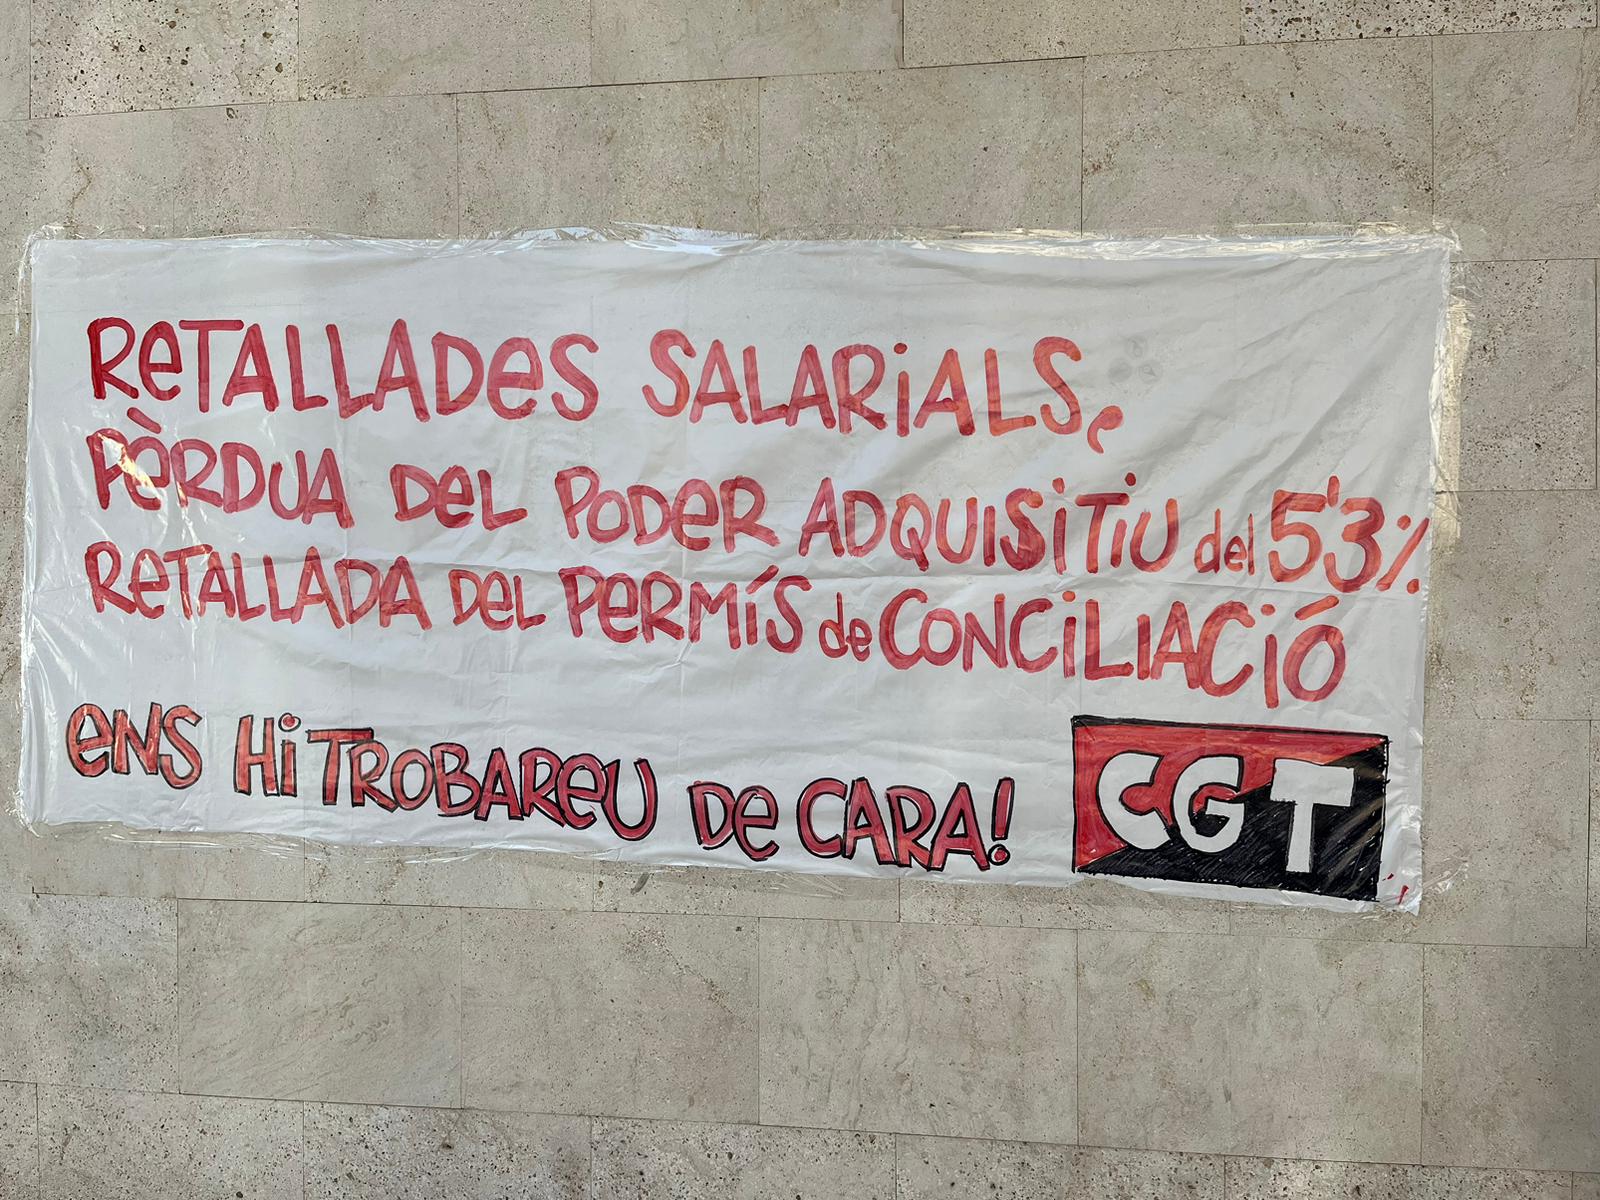 ReTALLADeS SALARiALS,
PÈRDUA DeL PODeR ADQUISiTiU del 5'3%
ReTALLADA DeL PeRMíS de CONCiLIACiÓ
eNS Hi TROBAReU De CARA!
CGT